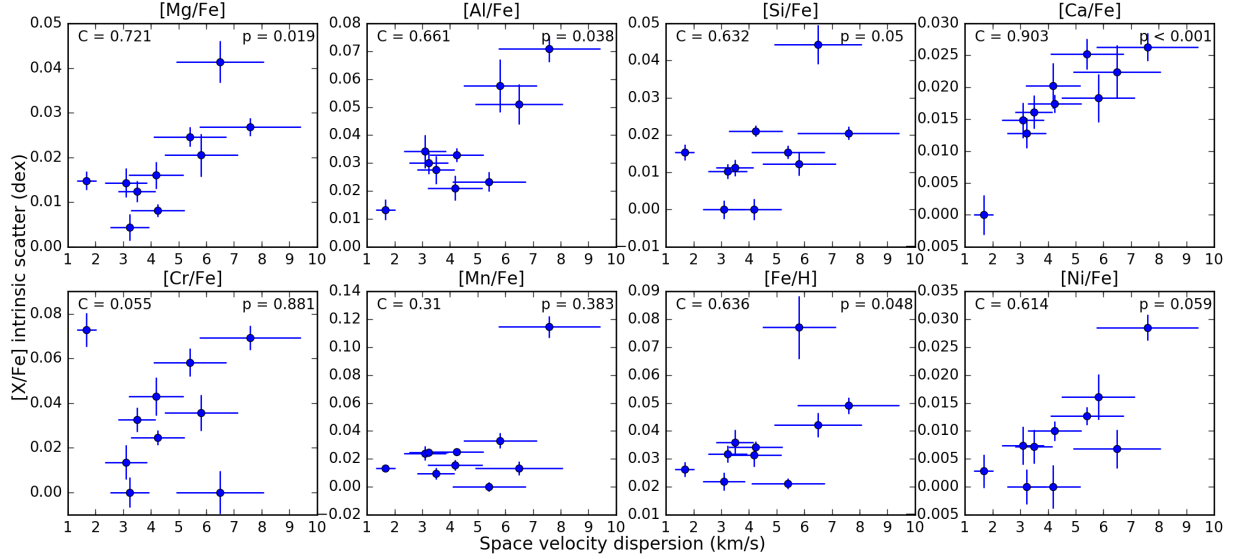 [Mg/Fe] [Al/Fe] [Si/Fe] [Ca/Fe]
C = 0.721 p = 0.019 C = 0.661 p = 0.038 C = 0.632 p = 0.05 C = 0.903 p < 0.001
0.05 0.08 0.05 0.030
0.04 0.07 0.04 0.025
0.03 0.06 0.03 0.020
0.02 0.05 0.02 0.015
0.01 0.04 0.01 0.010
0.00 0.03 0.00 0.005
0.02 −0.01 0.000
0.01 −0.005
0.00
1 2 3 4 5 6 7 8 9 10 1 2 3 4 5 6 7 8 9 10 1 2 3 4 5 6 7 8 9 10 1 2 3 4 5 6 7 8 9 10
[X/Fe] intrinsic scatter (dex)
[Cr/Fe] [Mn/Fe] [Fe/H] [Ni/Fe]
C = 0.055 p = 0.881 C = 0.31 p = 0.383 C = 0.636 p = 0.048 C = 0.614 p = 0.059
0.08 0.14 0.09 0.035
0.06 0.12 0.08 0.030
0.04 0.10 0.07 0.025
0.02 0.08 0.06 0.020
0.00 0.06 0.05 0.015
0.04 0.04 0.010
0.02 0.03 0.005
0.00 0.02 0.000
−0.02 0.01 −0.005
1 2 3 4 5 6 7 8 9 10 1 2 3 4 5 6 7 8 9 10 1 2 3 4 5 6 7 8 9 10 1 2 3 4 5 6 7 8 9 10
Space velocity dispersion (km/s)